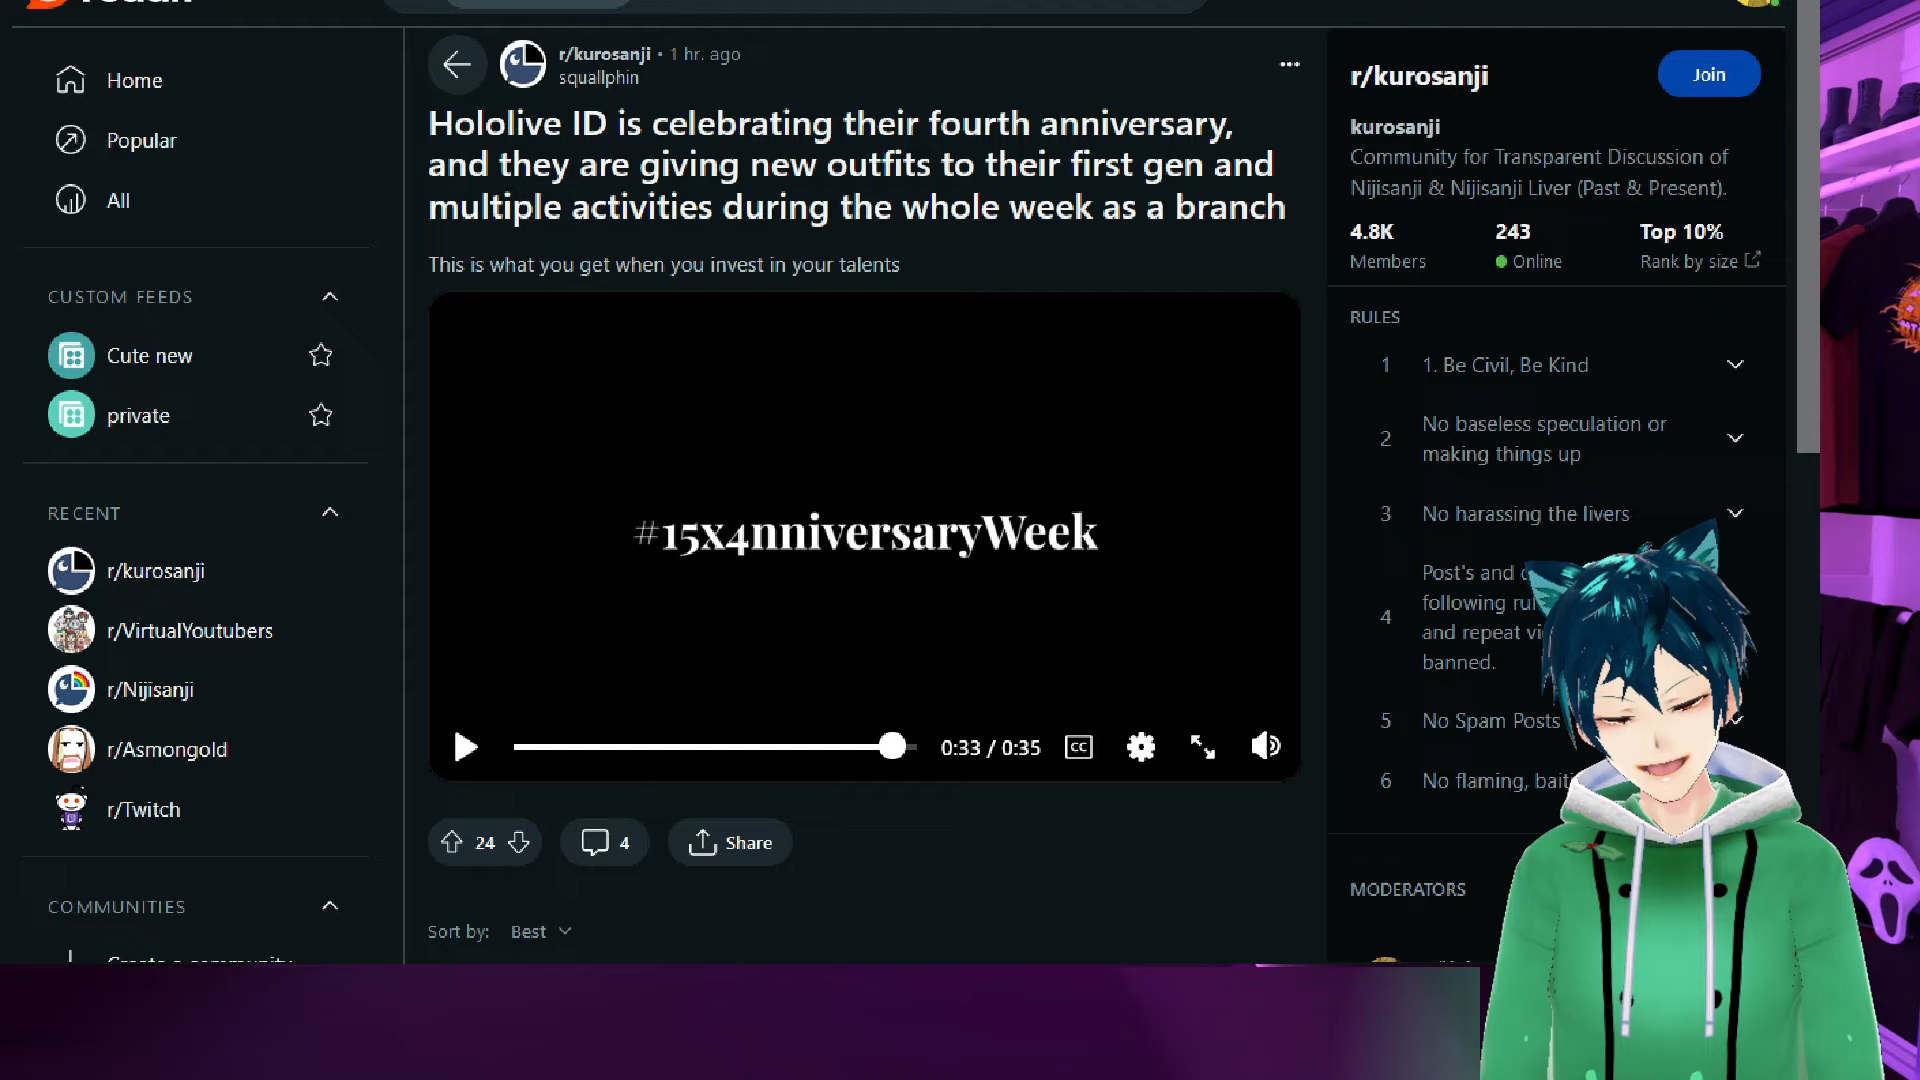 Home
Popular
All
CUSTOM FEEDS
Cute new
private
RECENT
r/kurosanji
r/VirtualYoutubers
r/Nijisanji
r/Asmongold
r/Twitch
COMMUNITIES
r/kurosanji • 1 hr. ago
squallphin
Hololive ID is celebrating their fourth anniversary,
and they are giving new outfits to their first gen and
multiple activities during the whole week as a branch
This is what you get when you invest in your talents
#15x4nniversaryWeek
0:33 / 0:35
CC
24
4
Share
Sort by: Best
r/kurosanji
Join
kurosanji
Community for Transparent Discussion of
Nijisanji & Nijisanji Liver (Past & Present).
4.8K 243 Top 10%
Members Online Rank by size
RULES
1 1. Be Civil, Be Kind
2 No baseless speculation or
making things up
3 No harassing the livers
4 Post's and
following
and repeat
banned.
5 No Spam Posts
6 No flaming,
MODERATORS